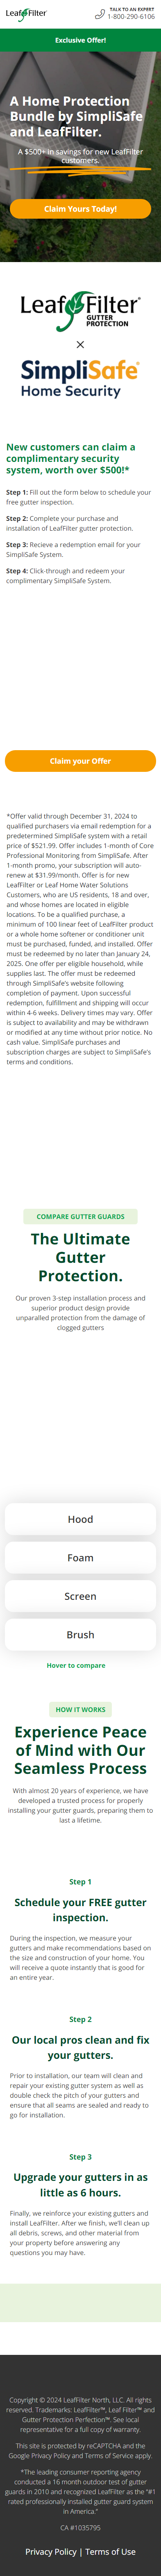 LeafFilter
TALK TO AN EXPERT
1-800-290-6106
Exclusive Offer!
A Home Protection
Bundle by SimpliSafe
and LeafFilter.
A $500+ in savings for new LeafFilter
customers.
Claim Yours Today!
LeafFilter®
GUTTER
PROTECTION
×
SimpliSafe®
Home Security
New customers can claim a
complimentary security
system, worth over $500!*
Step 1: Fill out the form below to schedule your
free gutter inspection.
Step 2: Complete your purchase and
installation of LeafFilter gutter protection.
Step 3: Recieve a redemption email for your
SimpliSafe System.
Step 4: Click-through and redeem your
complimentary SimpliSafe System.
Claim your Offer
*Offer valid through December 31, 2024 to
qualified purchasers via email redemption for a
predetermined SimpliSafe system with a retail
price of $521.99. Offer includes 1-month of Core
Professional Monitoring from SimpliSafe. After
1-month promo, your subscription will auto-
renew at $31.99/month. Offer is for new
LeafFilter or Leaf Home Water Solutions
Customers, who are US residents, 18 and over,
and whose homes are located in eligible
locations. To be a qualified purchase, a
minimum of 100 linear feet of LeafFilter product
or a whole home softener or conditioner unit
must be purchased, funded, and installed. Offer
must be redeemed by no later than January 24,
2025. One offer per eligible household, while
supplies last. The offer must be redeemed
through SimpliSafe's website following
completion of payment. Upon successful
redemption, fulfillment and shipping will occur
within 4-6 weeks. Delivery times may vary. Offer
is subject to availability and may be withdrawn
or modified at any time without prior notice. No
cash value. SimpliSafe purchases and
subscription charges are subject to SimpliSafe's
terms and conditions.
COMPARE GUTTER GUARDS
The Ultimate
Gutter
Protection.
Our proven 3-step installation process and
superior product design provide
unparalled protection from the damage of
clogged gutters
Hood
Foam
Screen
Brush
Hover to compare
HOW IT WORKS
Experience Peace
of Mind with Our
Seamless Process
With almost 20 years of experience, we have
developed a trusted process for properly
installing your gutter guards, preparing them to
last a lifetime.
Step 1
Schedule your FREE gutter
inspection.
During the inspection, we measure your
gutters and make recommendations based on
the size and construction of your home. You
will receive a quote instantly that is good for
an entire year.
Step 2
Our local pros clean and fix
your gutters.
Prior to installation, our team will clean and
repair your existing gutter system as well as
double check the pitch of your gutters and
ensure that all seams are sealed and ready to
go for installation.
Step 3
Upgrade your gutters in as
little as 6 hours.
Finally, we reinforce your existing gutters and
install LeafFilter. After we finish, we'll clean up
all debris, screws, and other material from
your property before answering any
questions you may have.
Copyright © 2024 LeafFilter North, LLC. All rights
reserved. Trademarks: LeafFilter™, Leaf Filter™ and
Gutter Protection Perfection™. See local
representative for a full copy of warranty.
This site is protected by reCAPTCHA and the
Google Privacy Policy and Terms of Service apply.
*The leading consumer reporting agency
conducted a 16 month outdoor test of gutter
guards in 2010 and recognized LeafFilter as the "#1
rated professionally installed gutter guard system
in America."
CA #1035795
Privacy Policy | Terms of Use